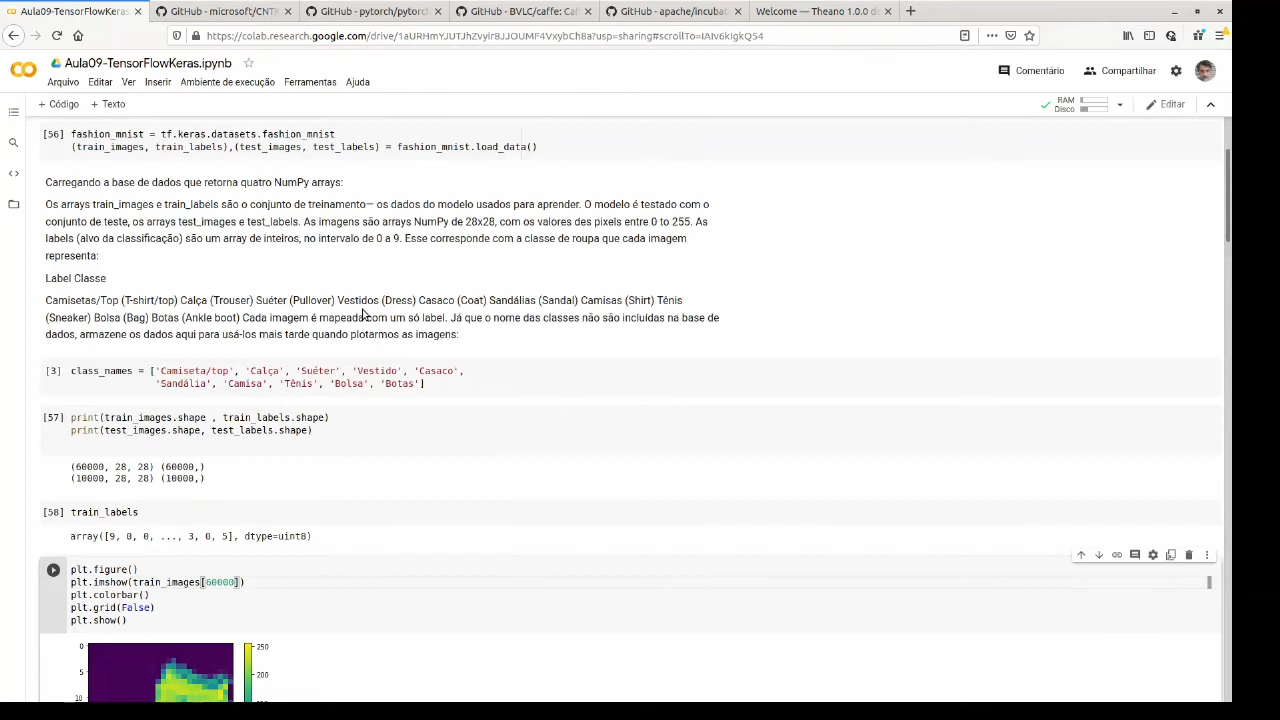 Aula09-TensorFlowKeras
GitHub - microsoft/CNTK
GitHub - pytorch/pytorch
GitHub - BVLC/caffe: Caf
GitHub - apache/incubat
Welcome — Theano 1.0.0 d
Aula09-TensorFlowKeras.ipynb
Arquivo Editar Ver Inserir Ambiente de execução Ferramentas Ajuda
Comentário
Compartilhar
+ Código + Texto
RAM
Disco
Editar
[56] fashion_mnist = tf.keras.datasets.fashion_mnist
(train_images, train_labels),(test_images, test_labels) = fashion_mnist.load_data()
Carregando a base de dados que retorna quatro NumPy arrays:
Os arrays train_images e train_labels são o conjunto de treinamento— os dados do modelo usados para aprender. O modelo é testado com o
conjunto de teste, os arrays test_images e test_labels. As imagens são arrays NumPy de 28x28, com os valores des pixels entre 0 to 255. As
labels (alvo da classificação) são um array de inteiros, no intervalo de 0 a 9. Esse corresponde com a classe de roupa que cada imagem
representa:
Label Classe
Camisetas/Top (T-shirt/top) Calça (Trouser) Suéter (Pullover) Vestidos (Dress) Casaco (Coat) Sandálias (Sandal) Camisas (Shirt) Tênis
(Sneaker) Bolsa (Bag) Botas (Ankle boot) Cada imagem é mapeada com um só label. Já que o nome das classes não são incluídas na base de
dados, armazene os dados aqui para usá-los mais tarde quando plotarmos as imagens:
[3] class_names = ['Camiseta/top', 'Calça', 'Suéter', 'Vestido', 'Casaco',
'Sandália', 'Camisa', 'Tênis', 'Bolsa', 'Botas']
[57] print(train_images.shape , train_labels.shape)
print(test_images.shape, test_labels.shape)
(60000, 28, 28) (60000,)
(10000, 28, 28) (10000,)
[58] train_labels
array([9, 0, 0, ..., 3, 0, 5], dtype=uint8)
plt.figure()
plt.imshow(train_images[60000])
plt.colorbar()
plt.grid(False)
plt.show()
0
250
5
200
10